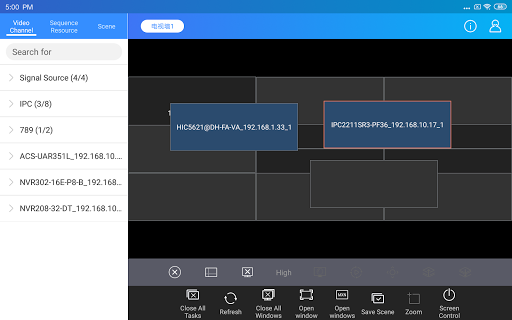 5:00 PM
Video
Channel
Sequence
Resource
Scene
电视墙1
Search for
Signal Source (4/4)
IPC (3/8)
789 (1/2)
ACS-UAR351L_192.168.10....
NVR302-16E-P8-B_192.168....
NVR208-32-DT_192.168.10...
1
HIC5621@DH-FA-VA_192.168.1.33_1
IPC2211SR3-PF36_192.168.10.17_1
High
Close All
Tasks
Refresh
Close All
Windows
Open
window
MXN
Open
windows
Save Scene
Zoom
Screen
Control